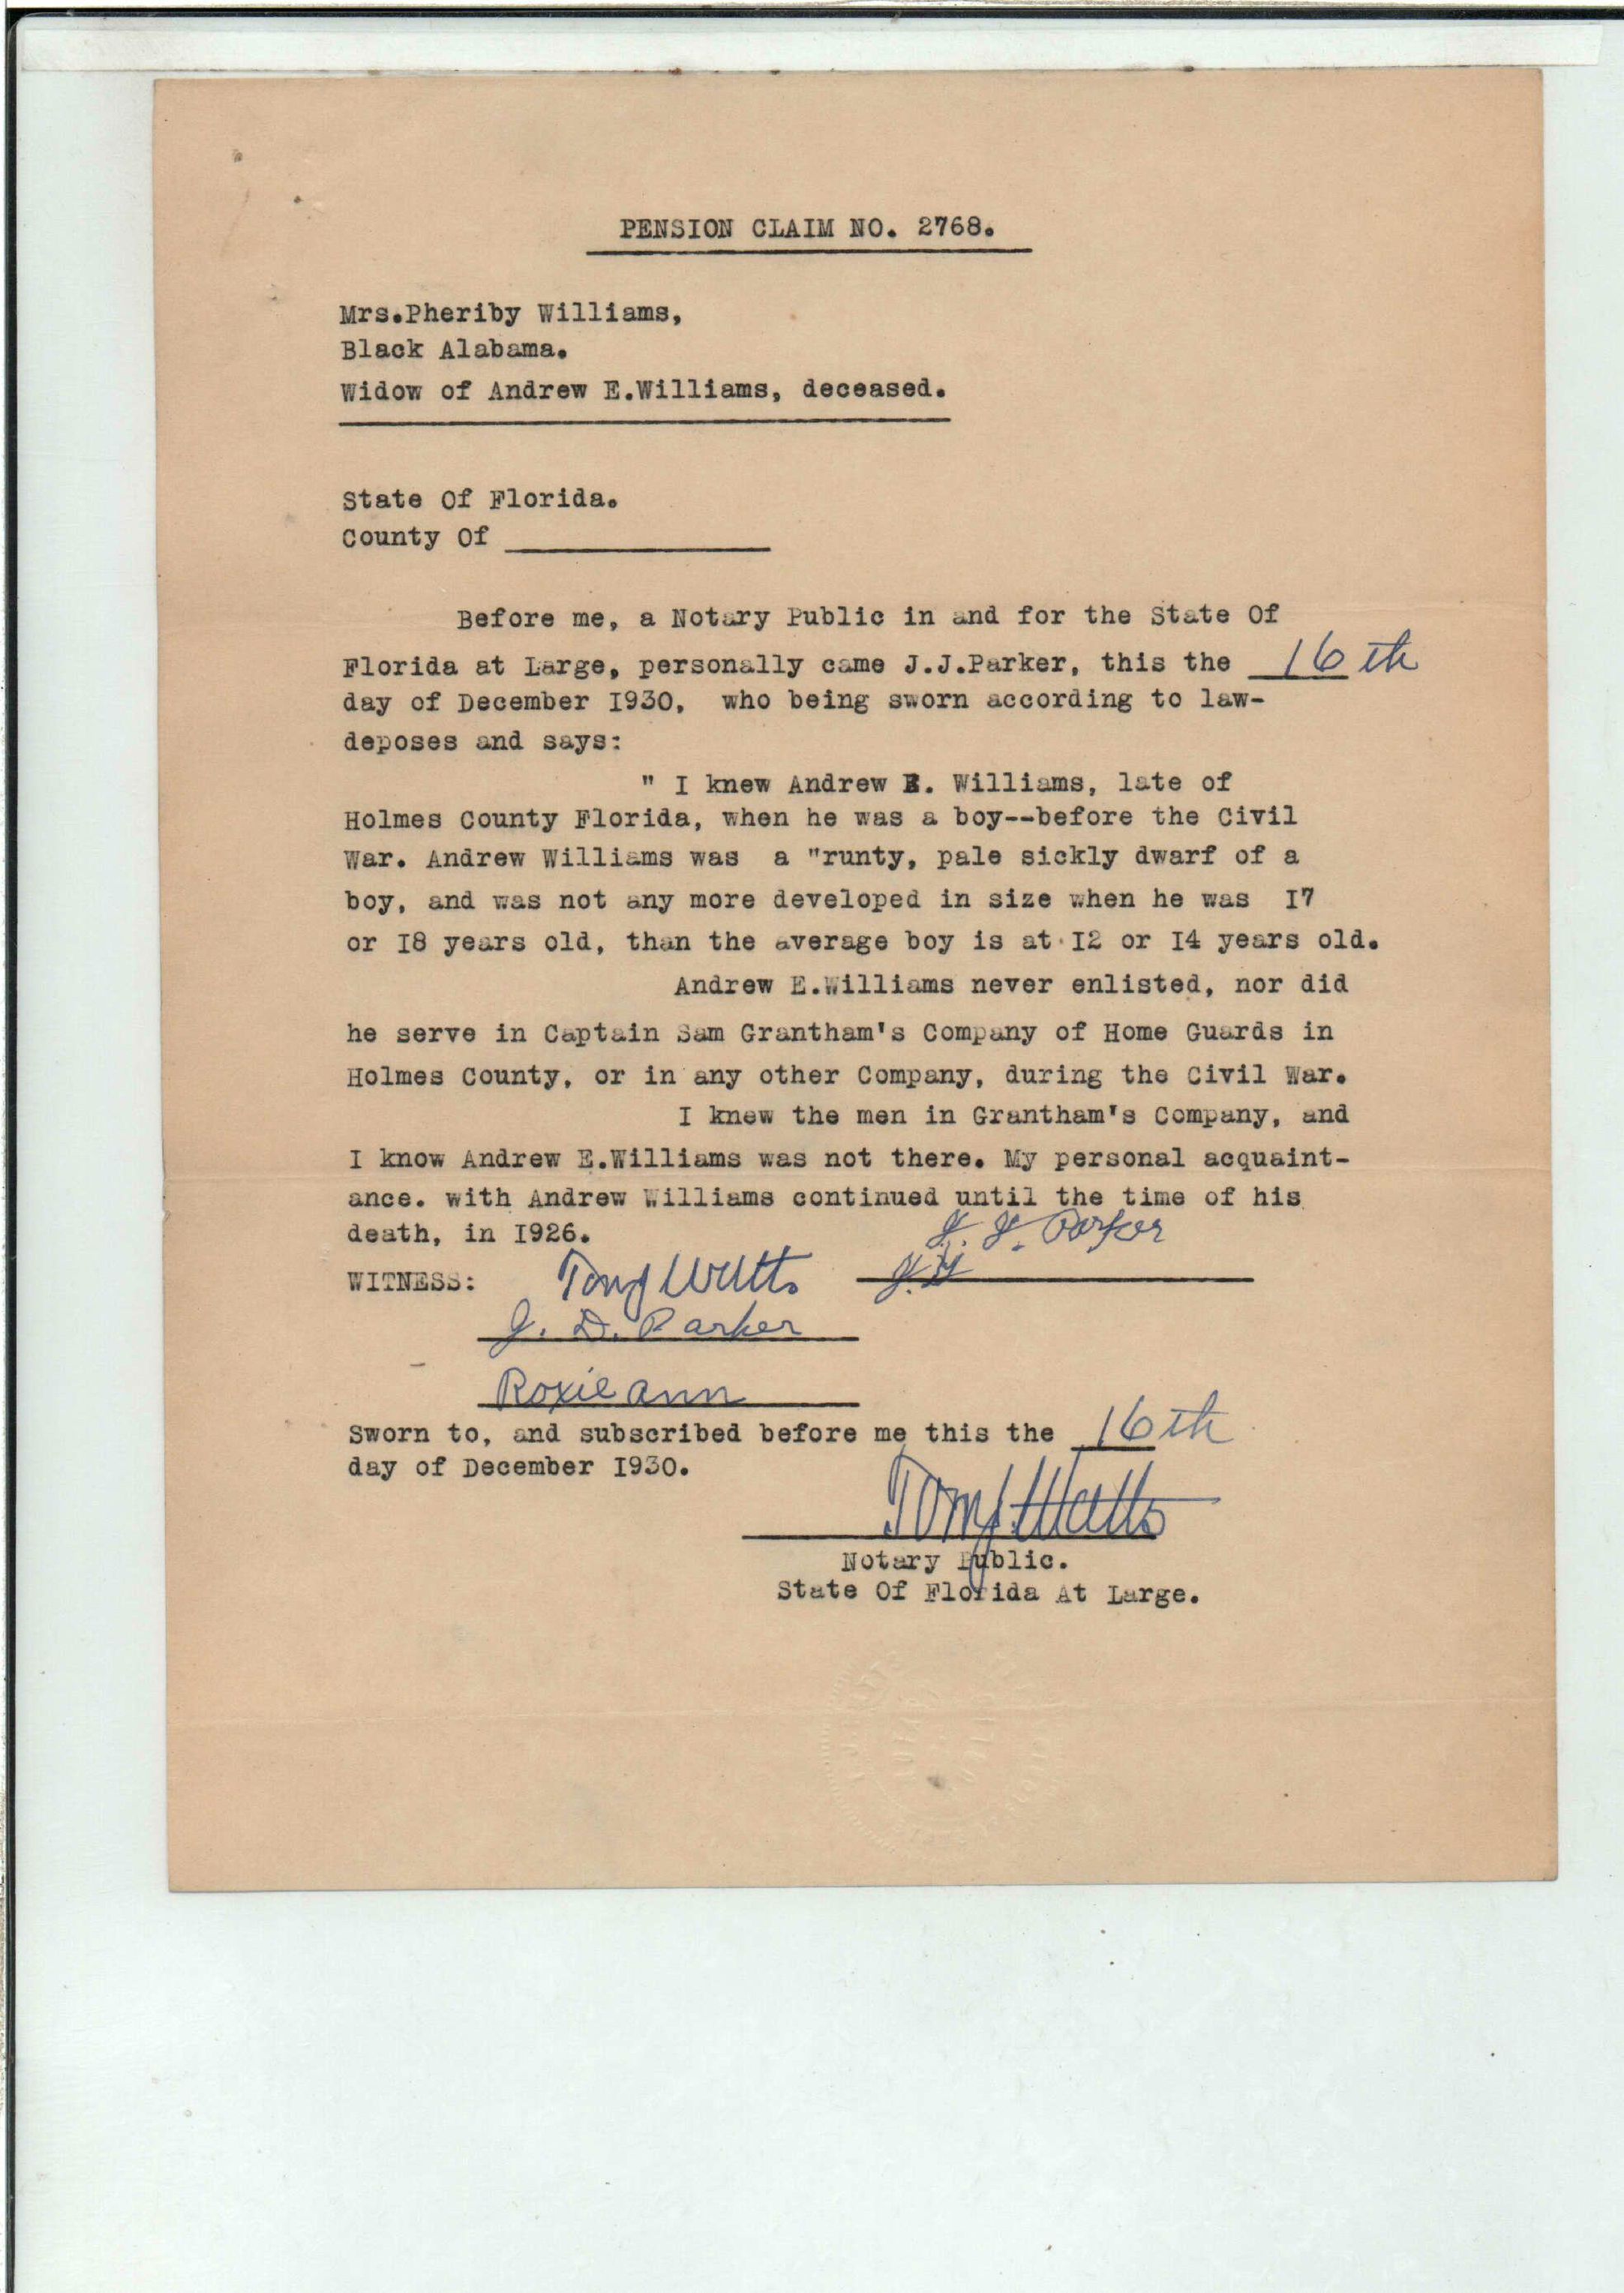 PENSION CLAIM NO. 2768.
Mrs.Pheriby Williams,
Black Alabama.
Widow of Andrew E.Williams, deceased.
State Of Florida.
County Of
Before me, a Notary Public in and for the State Of
Florida at Large, personally came J.J.Parker, this the 16th
day of December I930, who being sworn according to law-
deposes and says:
" I knew Andrew E. Williams, late of
Holmes County Florida, when he was a boy--before the Civil
War. Andrew Williams was a "runty, pale sickly dwarf of a
boy, and was not any more developed in size when he was I7
or I8 years old, than the average boy is at I2 or I4 years old.
Andrew E.Williams never enlisted, nor did
he serve in Captain Sam Grantham's Company of Home Guards in
Holmes County, or in any other Company, during the Civil War.
I knew the men in Grantham's Company, and
I know Andrew E.Williams was not there. My personal acquaint-
ance. with Andrew Williams continued until the time of his
death, in I926.
J. J. Parker
WITNESS: Tony Watts
J. D. Parker
Roxie ann
Sworn to, and subscribed before me this the 16th
day of December I930.
Notary Public.
State Of Florida At Large.